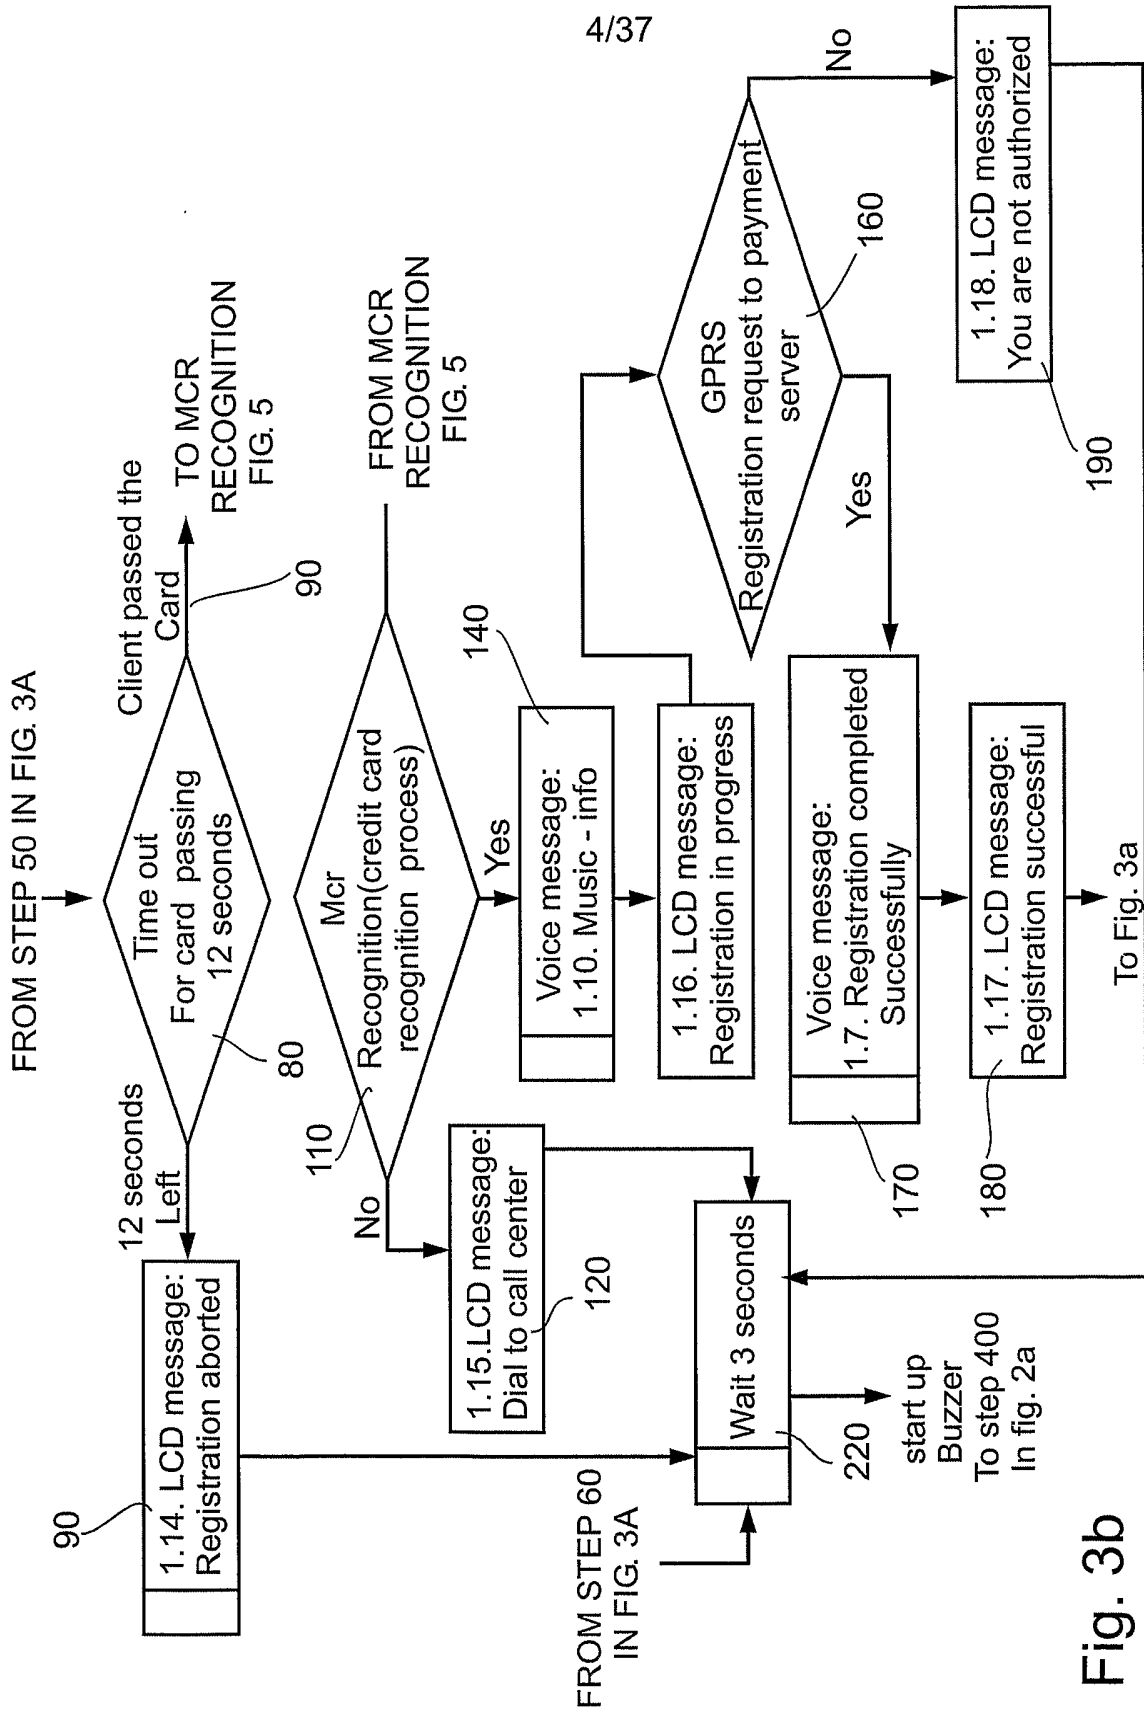 4/37
FROM STEP 50 IN FIG. 3A
Time out
For card passing
12 seconds
80
12 seconds
Left
Client passed the
Card
90
TO MCR
RECOGNITION
FIG. 5
90
1.14. LCD message:
Registration aborted
FROM MCR
RECOGNITION
FIG. 5
Mcr
Recognition(credit card
recognition process)
110
No
Yes
1.15.LCD message:
Dial to call center
120
140
Voice message:
1.10. Music - info
1.16. LCD message:
Registration in progress
GPRS
Registration request to payment
server
160
No
Yes
Voice message:
1.7. Registration completed
Successfully
170
1.17. LCD message:
Registration successful
180
To Fig. 3a
1.18. LCD message:
You are not authorized
190
FROM STEP 60
IN FIG. 3A
Wait 3 seconds
220
start up
Buzzer
To step 400
In fig. 2a
Fig. 3b